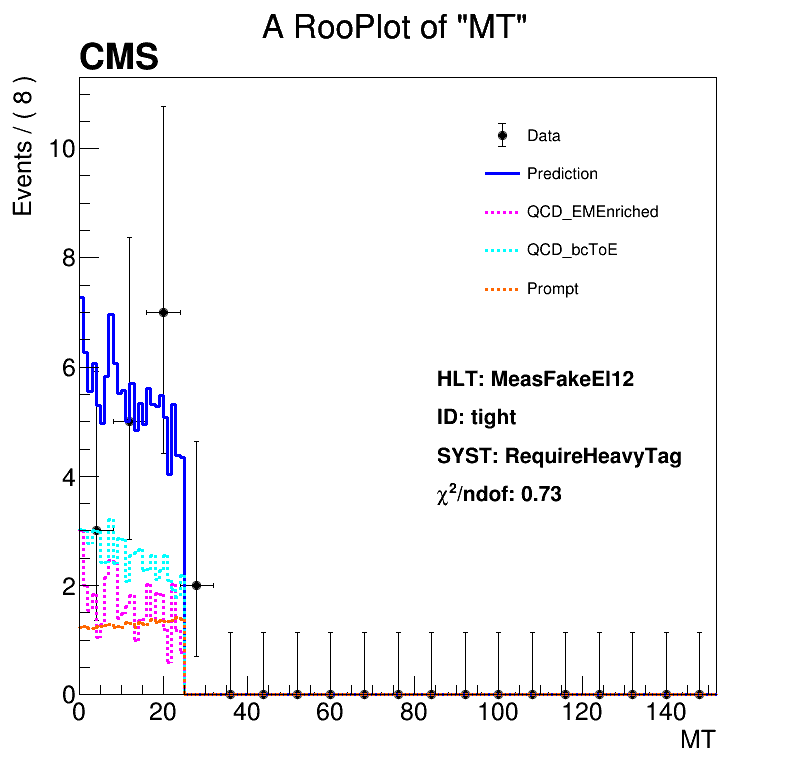 A RooPlot of "MT"
CMS
Events / ( 8 )
10
8
6
4
2
0
Data
Prediction
QCD_EMEnriched
QCD_bcToE
Prompt
HLT: MeasFakeEl12
ID: tight
SYST: RequireHeavyTag
χ²/ndof: 0.73
0 20 40 60 80 100 120 140
MT